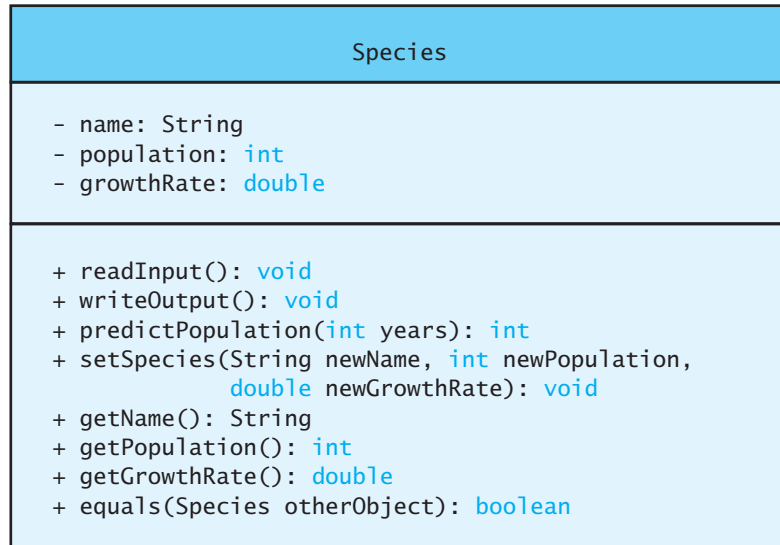 Species
- name: String
- population: int
- growthRate: double
+ readInput(): void
+ writeOutput(): void
+ predictPopulation(int years): int
+ setSpecies(String newName, int newPopulation,
double newGrowthRate): void
+ getName(): String
+ getPopulation(): int
+ getGrowthRate(): double
+ equals(Species otherObject): boolean